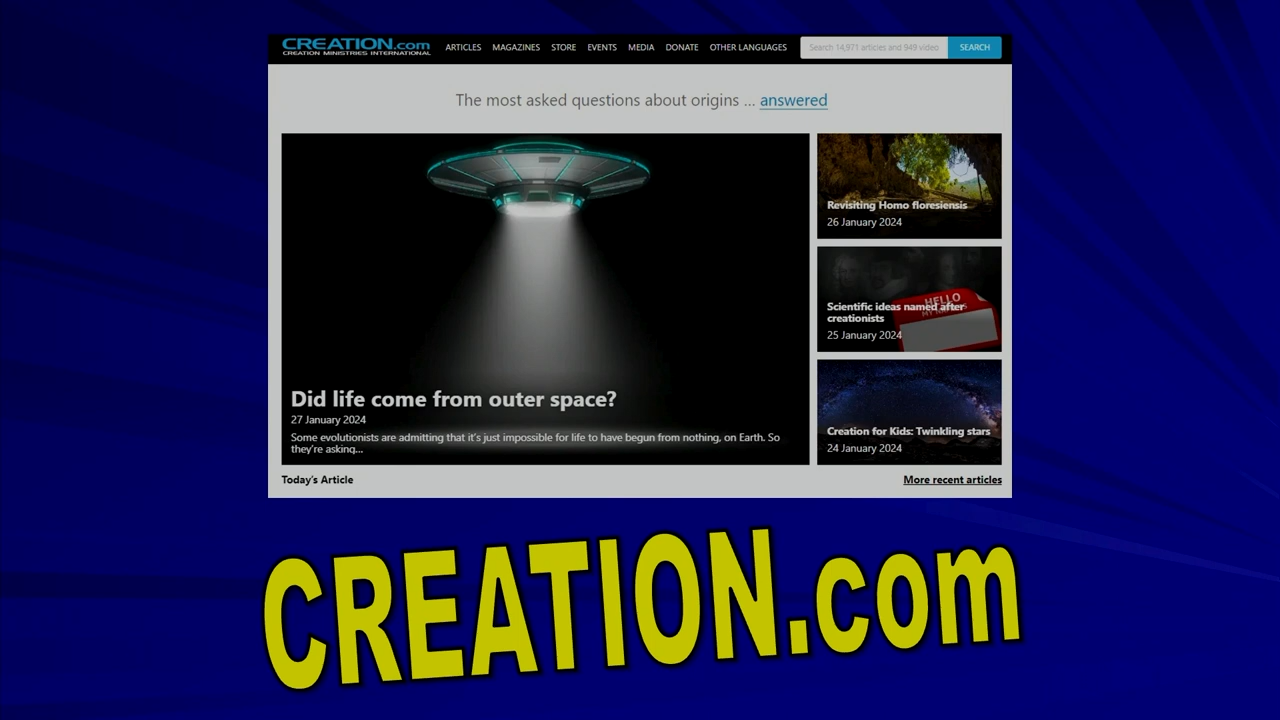 CREATION.com
CREATION MINISTRIES INTERNATIONAL
ARTICLES MAGAZINES STORE EVENTS MEDIA DONATE OTHER LANGUAGES
Search 14,971 articles and 949 video
SEARCH
The most asked questions about origins ... answered
Did life come from outer space?
27 January 2024
Some evolutionists are admitting that it's just impossible for life to have begun from nothing, on Earth. So
they're asking...
Revisiting Homo floresiensis
26 January 2024
HELLO
Scientific ideas named after
creationists
25 January 2024
Creation for Kids: Twinkling stars
24 January 2024
Today's Article
More recent articles
CREATION.com